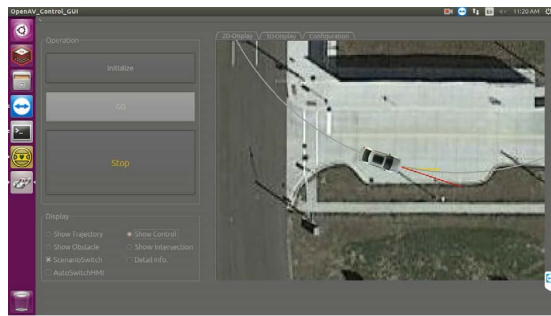 OpenAV_Control_GUI
11:20 AM
Operation
2D-Display
3D-Display
Configuration
Initialize
GO
Stop
Display
Show Trajectory
Show Control
Show Obstacle
Show Intersection
ScenarioSwitch
Detail Info.
AutoSwitchHMI